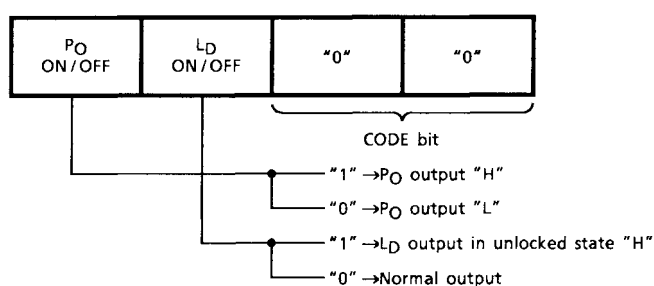 PO
ON / OFF
LD
ON / OFF
"0"
"0"
CODE bit
"1" →PO output "H"
"0" →PO output "L"
"1" →LD output in unlocked state "H"
"0" →Normal output